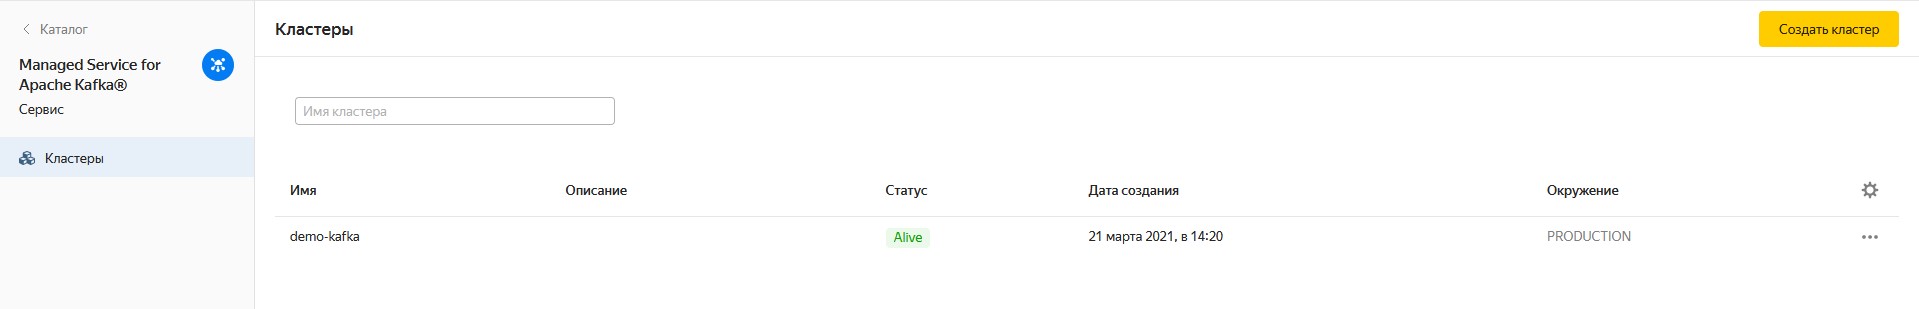 Каталог
Managed Service for
Apache Kafka®
Сервис
Кластеры
Кластеры
Создать кластер
Имя кластера
Имя Описание Статус Дата создания Окружение
demo-kafka Alive 21 марта 2021, в 14:20 PRODUCTION